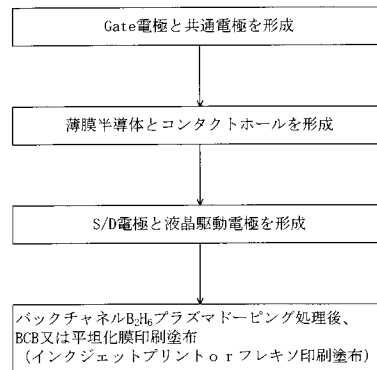 Gate電極と共通電極を形成
薄膜半導体とコンタクトホールを形成
S/D電極と液晶駆動電極を形成
バックチャネルB₂H₆プラズマドーピング処理後、
BCB又は平坦化膜印刷塗布
(インクジェットプリントorフレキソ印刷塗布)